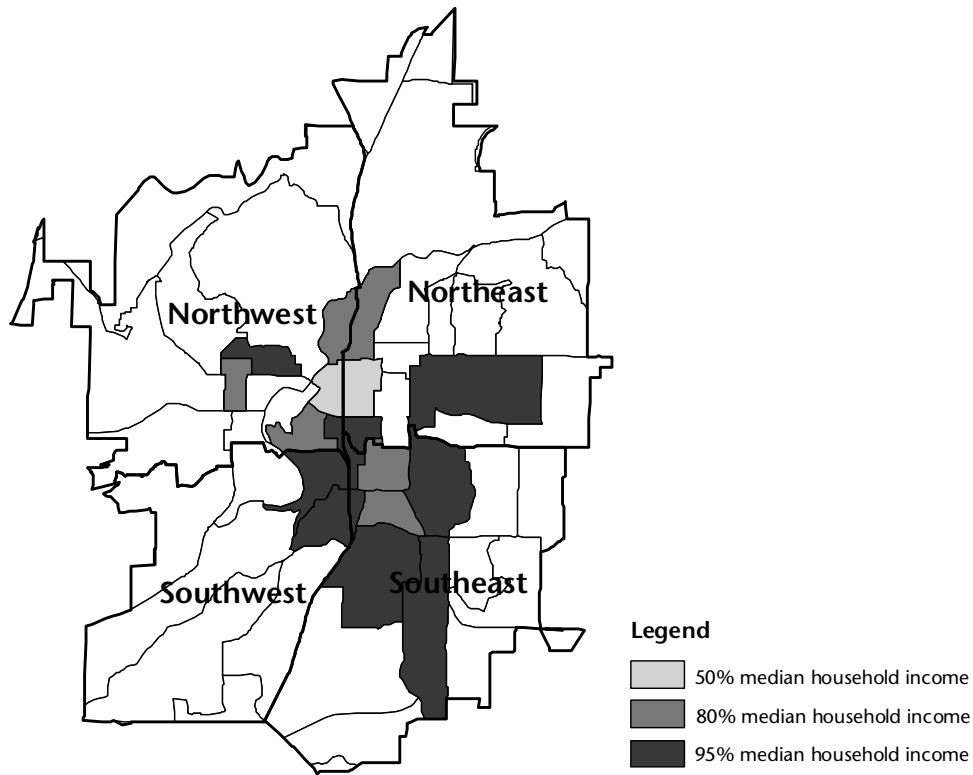 Northeast
Northwest
Southeast
Southwest
Legend
50% median household income
80% median household income
95% median household income